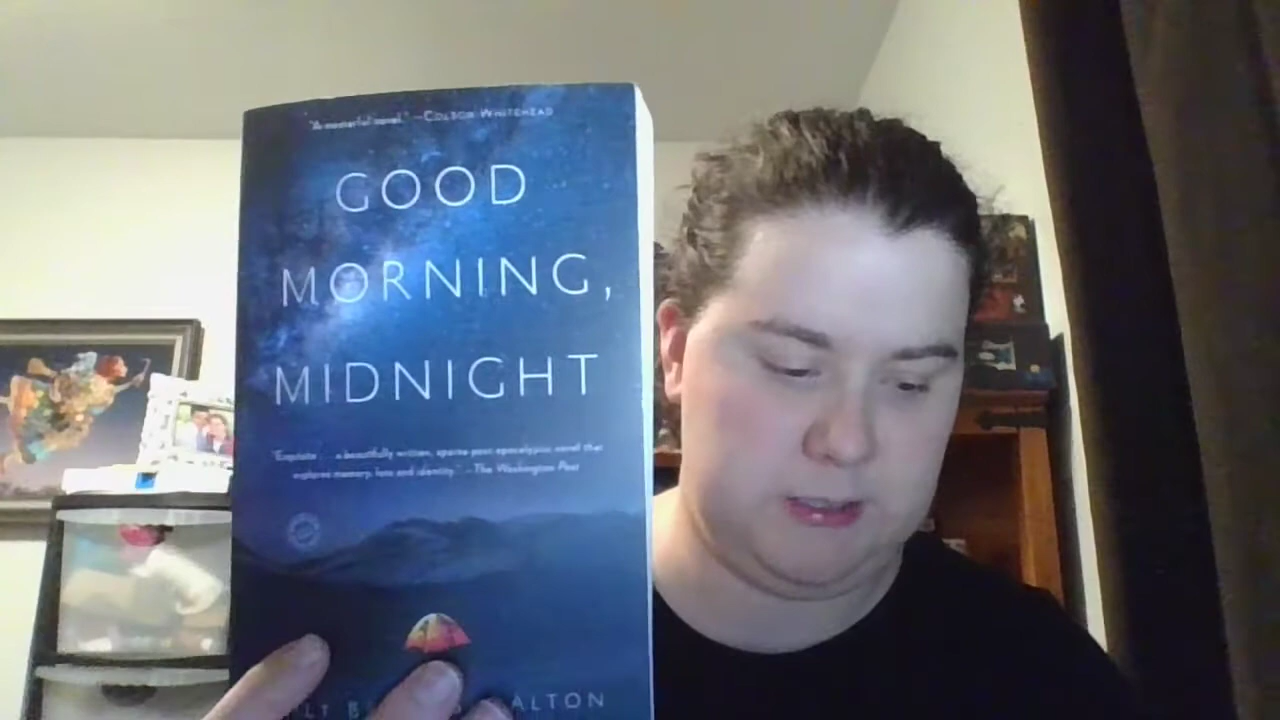 "A masterful novel." —COLSON WHITEHEAD
GOOD
MORNING,
MIDNIGHT
"Exquisite . . . a beautifully written, sparse post-apocalyptic novel that
explores memory, loss and identity." —The Washington Post
ALTON